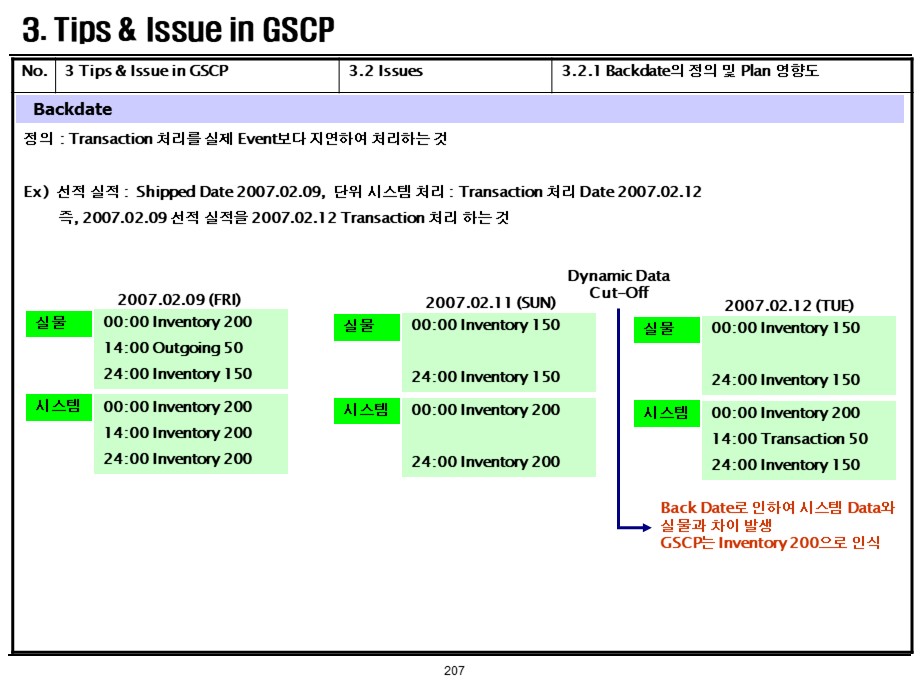 3. Tips & Issue in GSCP
No. 3 Tips & Issue in GSCP 3.2 Issues 3.2.1 Backdate의 정의 및 Plan 영향도
Backdate
정의 : Transaction 처리를 실제 Event보다 지연하여 처리하는 것
Ex) 선적 실적 : Shipped Date 2007.02.09, 단위 시스템 처리 : Transaction 처리 Date 2007.02.12
즉, 2007.02.09 선적 실적을 2007.02.12 Transaction 처리 하는 것
2007.02.09 (FRI)
실물
00:00 Inventory 200
14:00 Outgoing 50
24:00 Inventory 150
시스템
00:00 Inventory 200
14:00 Inventory 200
24:00 Inventory 200
2007.02.11 (SUN)
실물
00:00 Inventory 150
24:00 Inventory 150
시스템
00:00 Inventory 200
24:00 Inventory 200
Dynamic Data
Cut-Off
2007.02.12 (TUE)
실물
00:00 Inventory 150
24:00 Inventory 150
시스템
00:00 Inventory 200
14:00 Transaction 50
24:00 Inventory 150
Back Date로 인하여 시스템 Data와
실물과 차이 발생
GSCP는 Inventory 200으로 인식
207